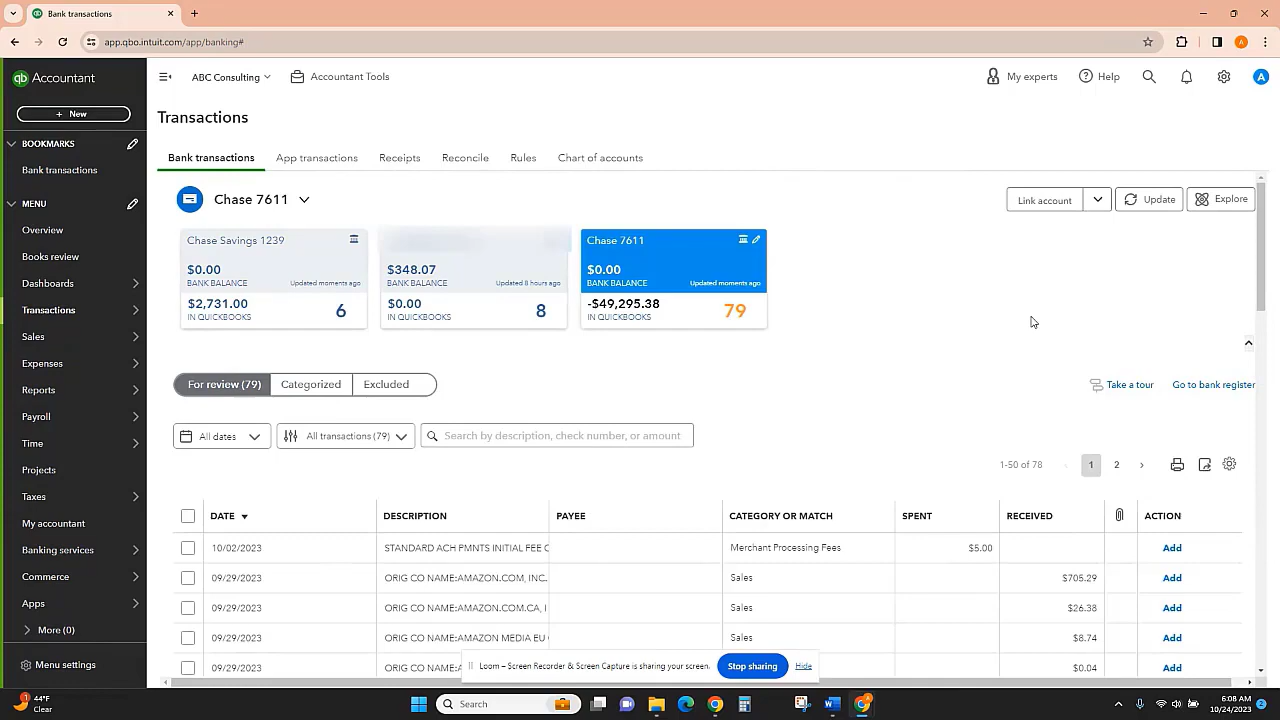 Bank transactions
app.qbo.intuit.com/app/banking#
qb Accountant
ABC Consulting
Accountant Tools
My experts
Help
A
+ New
Transactions
BOOKMARKS
Bank transactions
Bank transactions App transactions Receipts Reconcile Rules Chart of accounts
MENU
Overview
Books review
Dashboards
Transactions
Sales
Expenses
Reports
Payroll
Time
Projects
Taxes
My accountant
Banking services
Commerce
Apps
More (0)
Menu settings
Chase 7611
Link account
Update
Explore
Chase Savings 1239
$0.00
BANK BALANCE
Updated moments ago
$2,731.00
IN QUICKBOOKS
6
$348.07
BANK BALANCE
Updated 8 hours ago
$0.00
IN QUICKBOOKS
8
Chase 7611
$0.00
BANK BALANCE
Updated moments ago
-$49,295.38
IN QUICKBOOKS
79
For review (79) Categorized Excluded
Take a tour
Go to bank register
All dates
All transactions (79)
Search by description, check number, or amount
1-50 of 78
1
2
DATE DESCRIPTION PAYEE CATEGORY OR MATCH SPENT RECEIVED ACTION
10/02/2023 STANDARD ACH PMNTS INITIAL FEE C Merchant Processing Fees $5.00 Add
09/29/2023 ORIG CO NAME:AMAZON.COM, INC. Sales $705.29 Add
09/29/2023 ORIG CO NAME:AMAZON.COM.CA, I Sales $26.38 Add
09/29/2023 ORIG CO NAME:AMAZON MEDIA EU Sales $8.74 Add
09/29/2023 ORIG CO NAME:AMAZON Sales $0.04 Add
Loom – Screen Recorder & Screen Capture is sharing your screen.
Stop sharing
Hide
44°F
Clear
Search
6:08 AM
10/24/2023
2